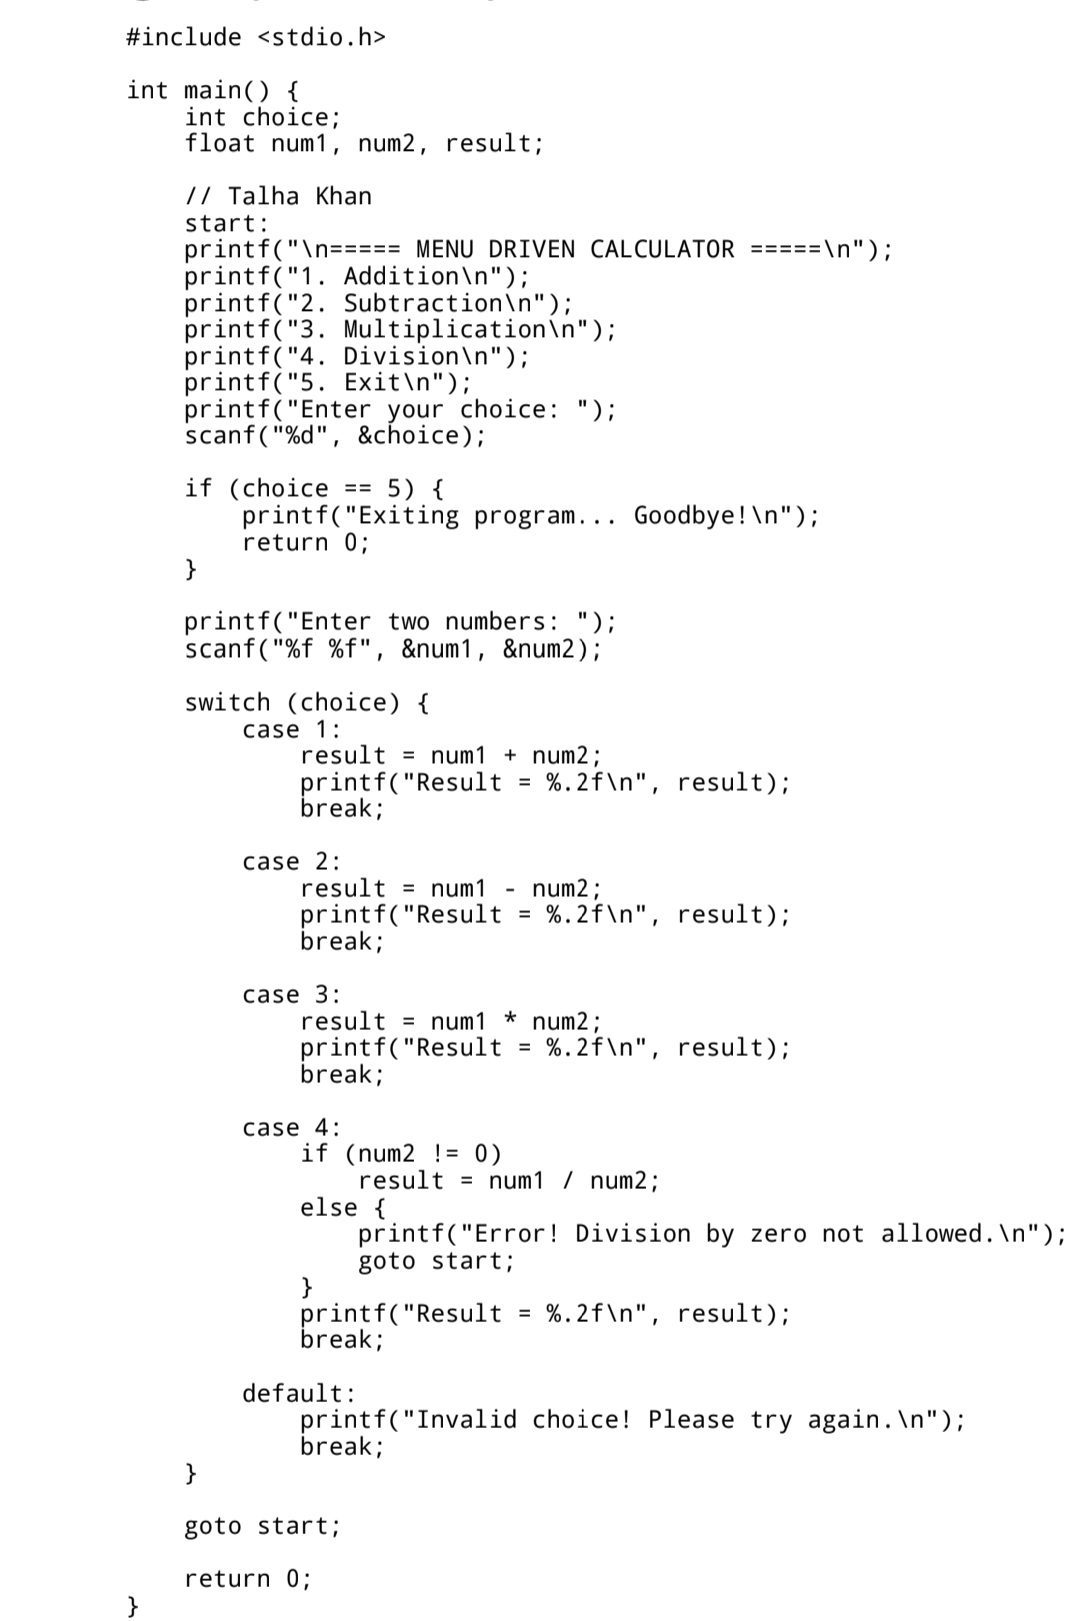 #include <stdio.h>

int main() {
    int choice;
    float num1, num2, result;

    // Talha Khan
    start:
    printf("\n===== MENU DRIVEN CALCULATOR =====\n");
    printf("1. Addition\n");
    printf("2. Subtraction\n");
    printf("3. Multiplication\n");
    printf("4. Division\n");
    printf("5. Exit\n");
    printf("Enter your choice: ");
    scanf("%d", &choice);

    if (choice == 5) {
        printf("Exiting program... Goodbye!\n");
        return 0;
    }

    printf("Enter two numbers: ");
    scanf("%f %f", &num1, &num2);

    switch (choice) {
        case 1:
            result = num1 + num2;
            printf("Result = %.2f\n", result);
            break;

        case 2:
            result = num1 - num2;
            printf("Result = %.2f\n", result);
            break;

        case 3:
            result = num1 * num2;
            printf("Result = %.2f\n", result);
            break;

        case 4:
            if (num2 != 0)
                result = num1 / num2;
            else {
                printf("Error! Division by zero not allowed.\n");
                goto start;
            }
            printf("Result = %.2f\n", result);
            break;

        default:
            printf("Invalid choice! Please try again.\n");
            break;
    }

    goto start;

    return 0;
}